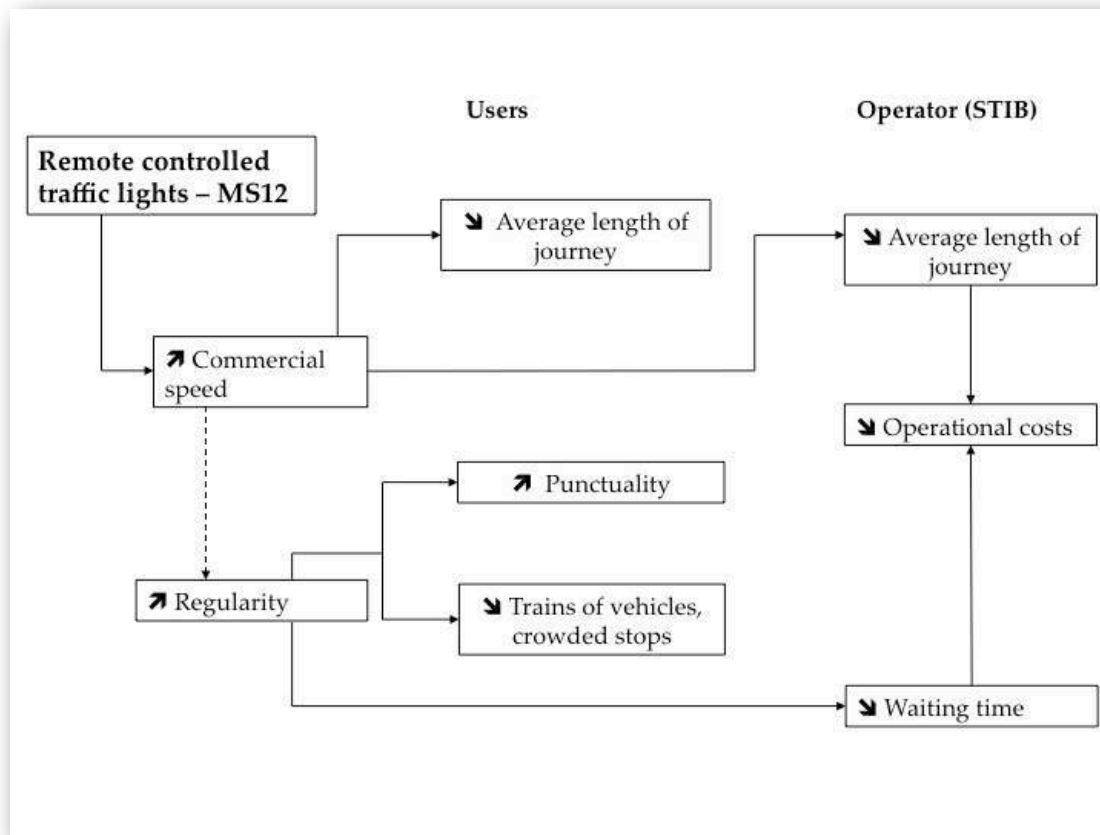 Users
Operator (STIB)
Remote controlled
traffic lights – MS12
↘ Average length of
journey
↘ Average length of
journey
↗ Commercial
speed
↘ Operational costs
↗ Punctuality
↗ Regularity
↘ Trains of vehicles,
crowded stops
↘ Waiting time